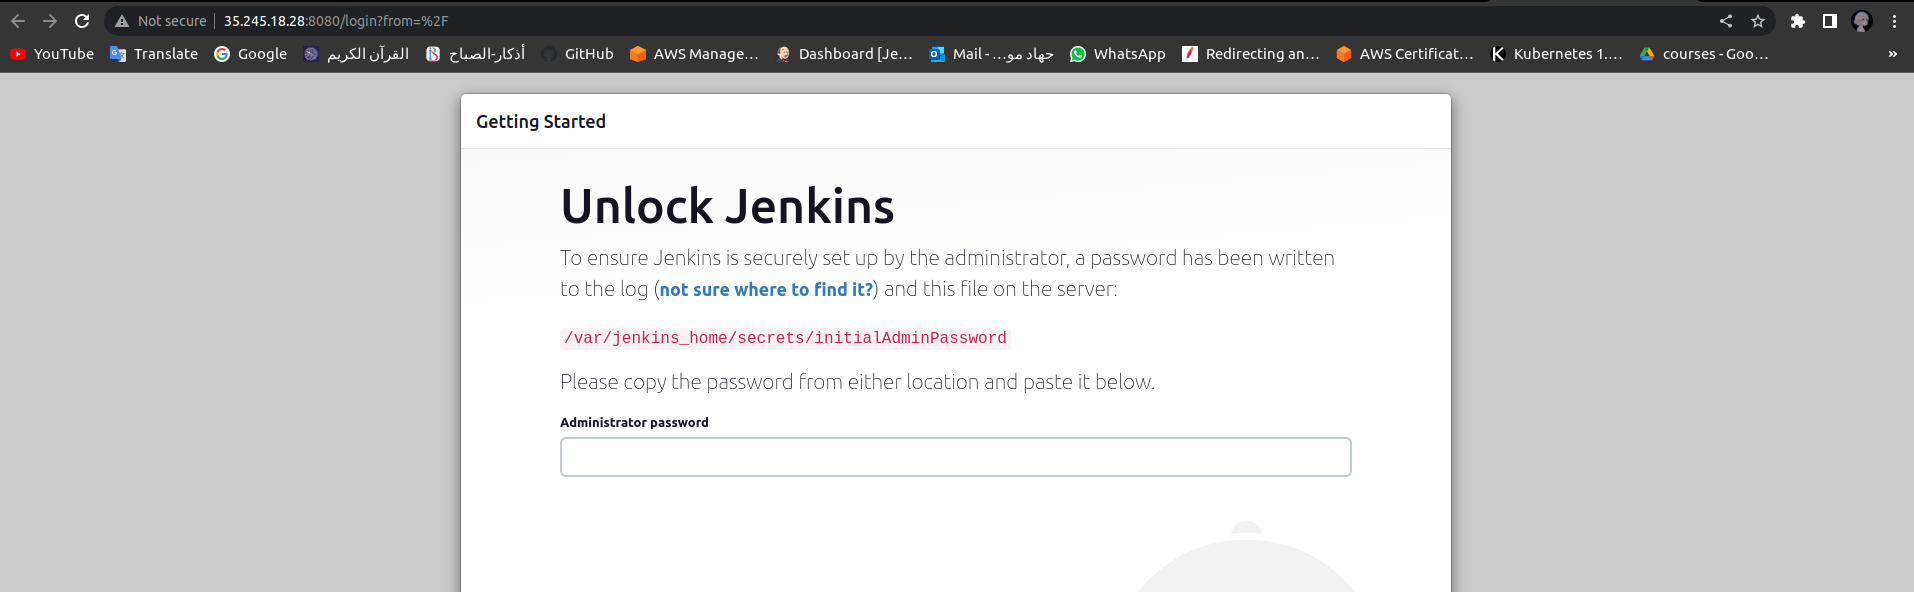 Not secure | 35.245.18.28:8080/login?from=%2F
YouTube Translate Google القرآن الكريم أذكار-الصباح GitHub AWS Manage... Dashboard [Je... Mail - ...جهاد مو WhatsApp Redirecting an... AWS Certificat... Kubernetes 1.... courses - Goo... »
Getting Started
Unlock Jenkins
To ensure Jenkins is securely set up by the administrator, a password has been written
to the log (not sure where to find it?) and this file on the server:
/var/jenkins_home/secrets/initialAdminPassword
Please copy the password from either location and paste it below.
Administrator password